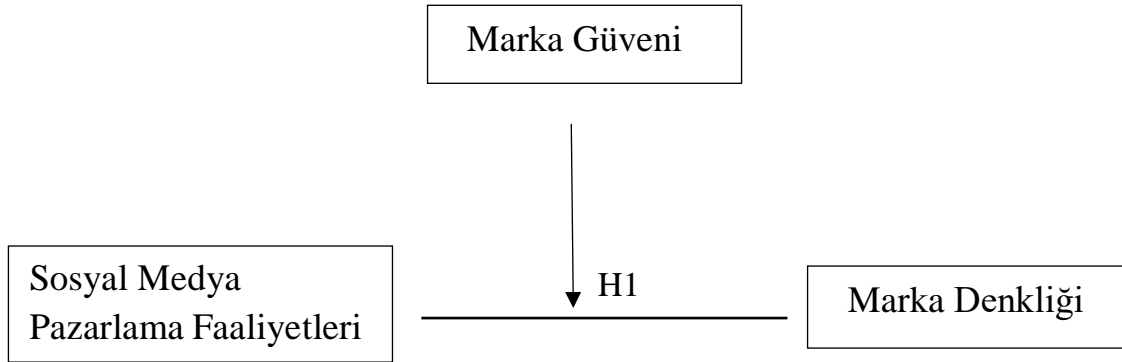 Marka Güveni
H1
Sosyal Medya
Pazarlama Faaliyetleri
Marka Denkliği